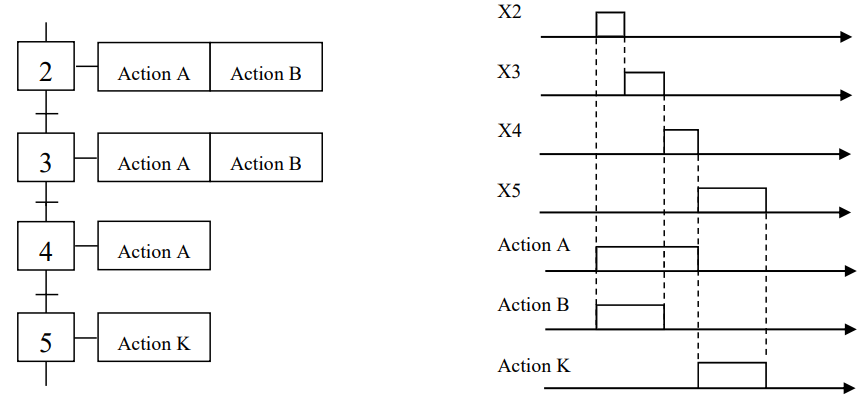 2 Action A Action B
3 Action A Action B
4 Action A
5 Action K
X2
X3
X4
X5
Action A
Action B
Action K